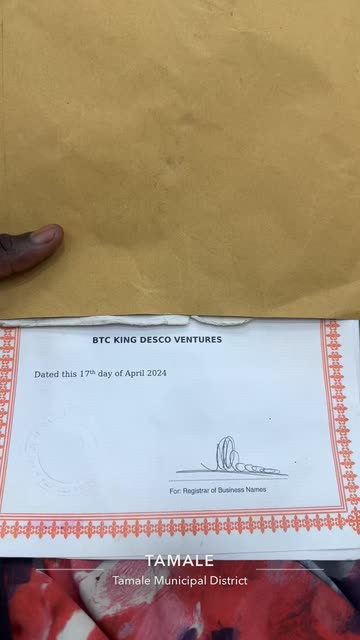 BTC KING DESCO VENTURES
Dated this 17th day of April 2024
For: Registrar of Business Names
TAMALE
Tamale Municipal District